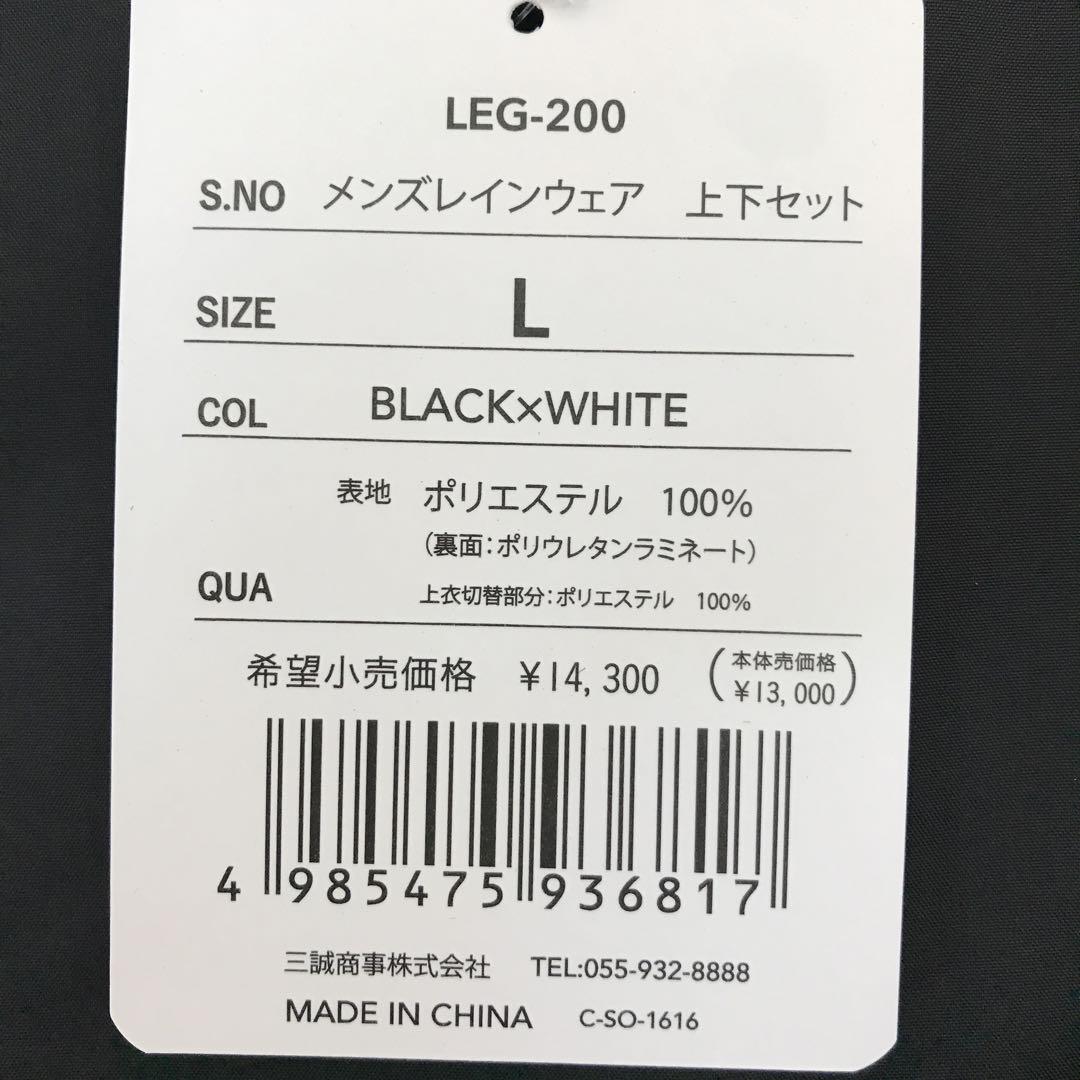 LEG-200
S.NO メンズレインウェア 上下セット
SIZE L
COL BLACK×WHITE
表地 ポリエステル 100%
(裏面:ポリウレタンラミネート)
QUA 上衣切替部分:ポリエステル 100%
希望小売価格 ¥14,300 (本体売価格
¥13,000)
4 985475 936817
三誠商事株式会社 TEL:055-932-8888
MADE IN CHINA C-SO-1616